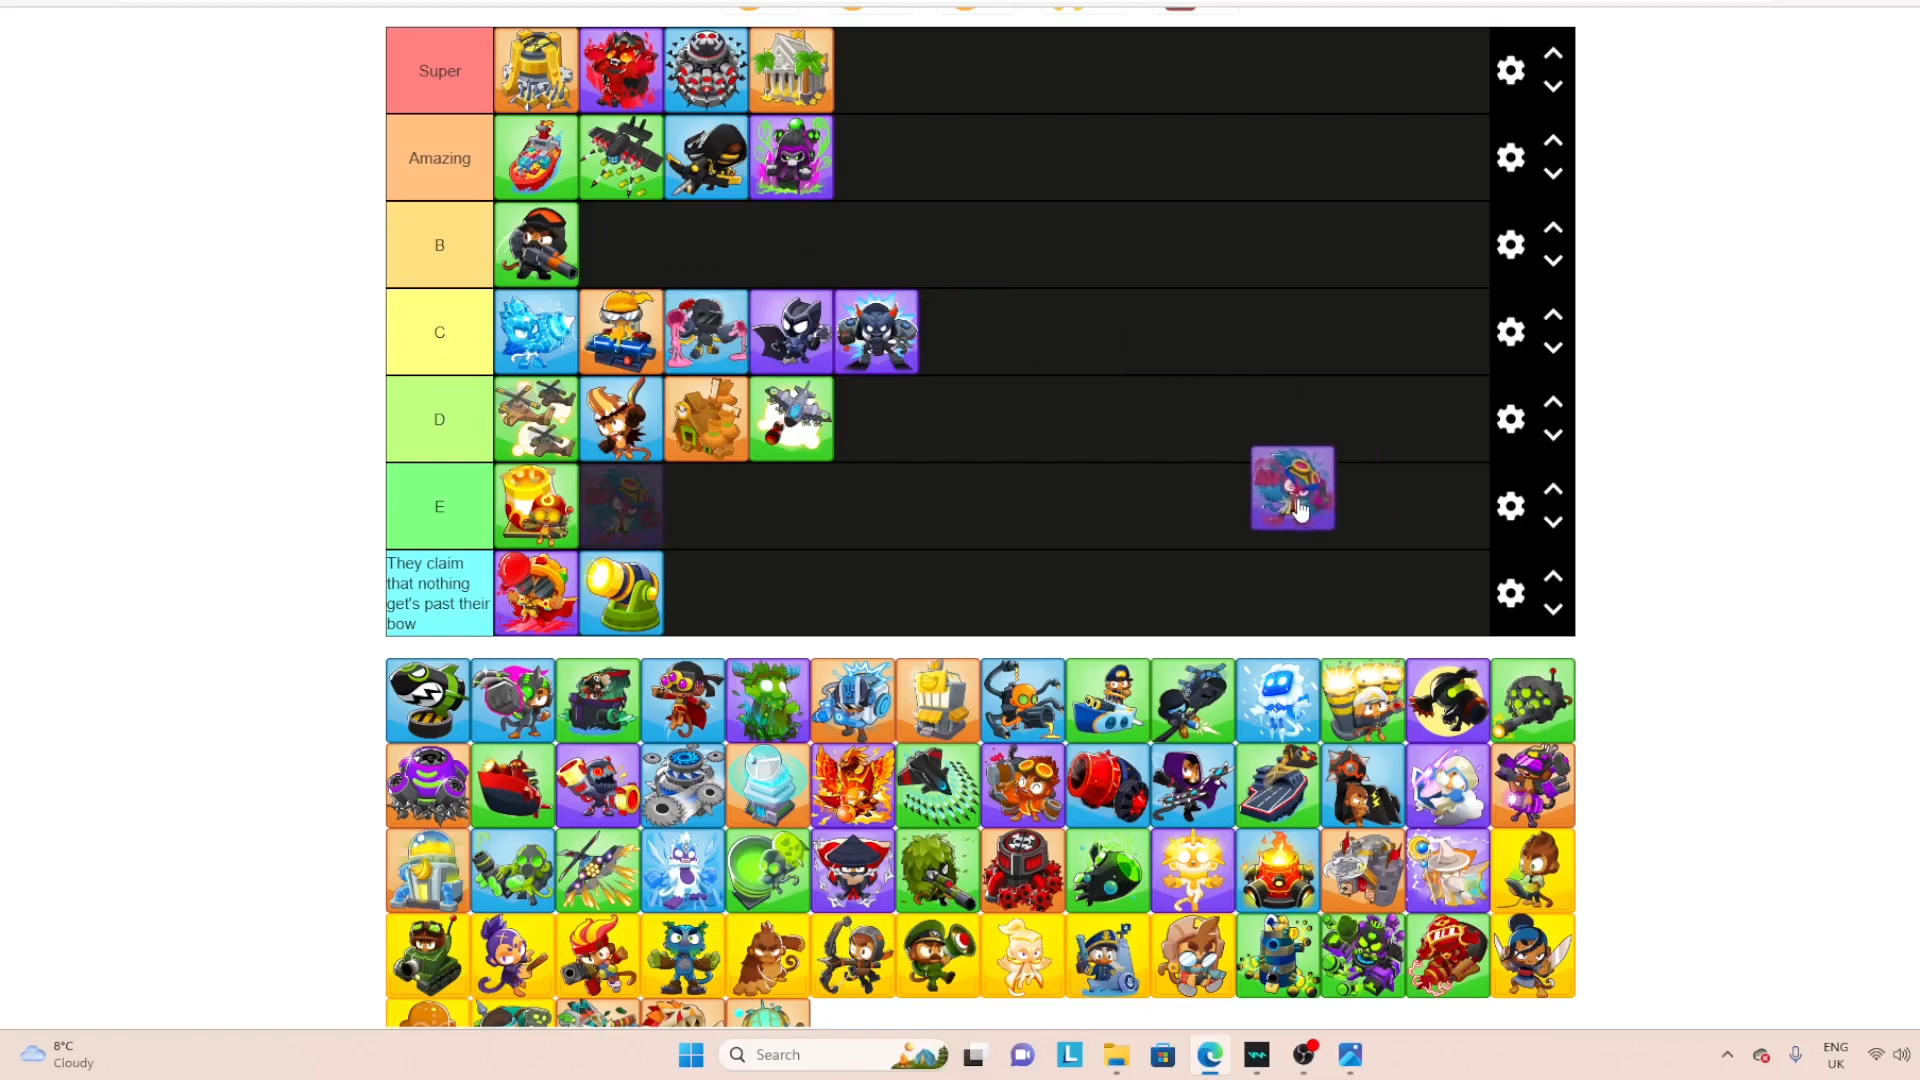 Super
Amazing
B
C
D
E
They claim
that nothing
get's past their
bow
8°C
Cloudy
Search
ENG
UK